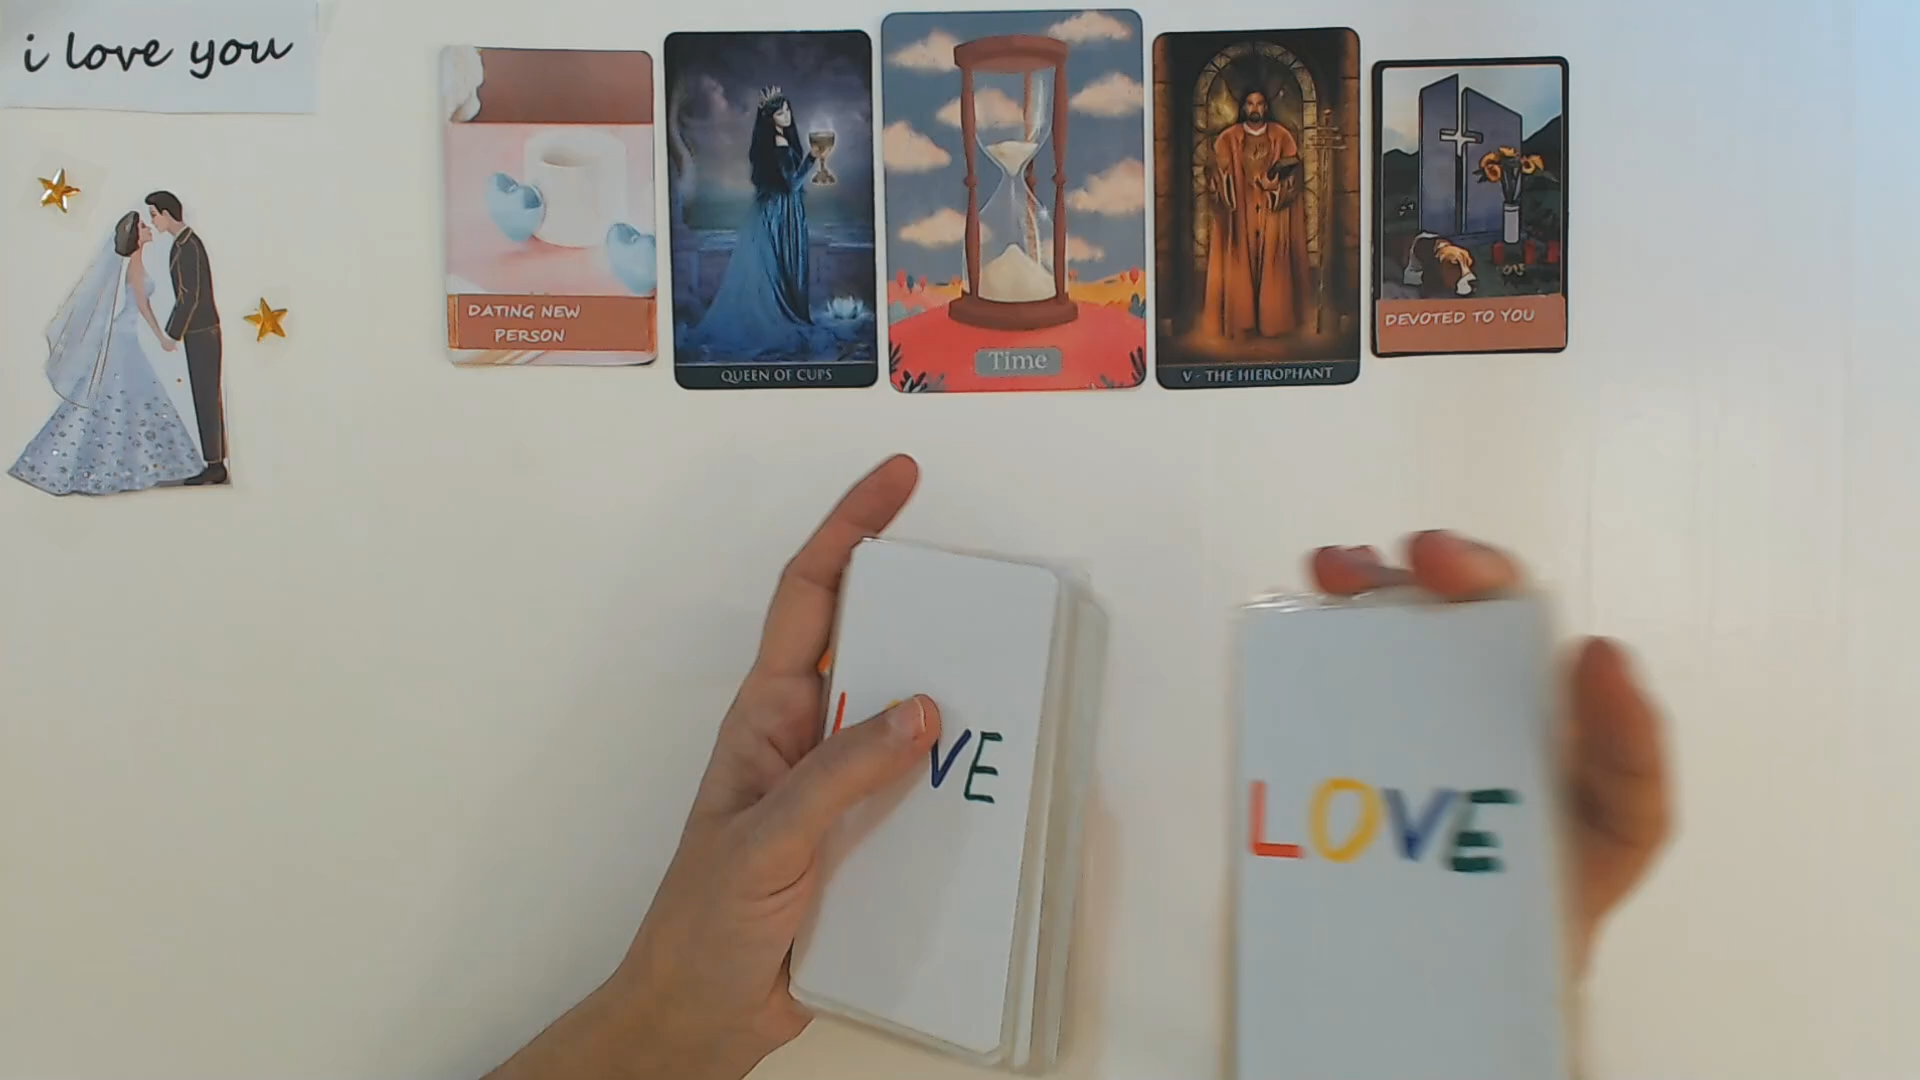 i love you
DATING NEW
PERSON
QUEEN OF CUPS
Time
V - THE HIEROPHANT
DEVOTED TO YOU
VE
LOVE